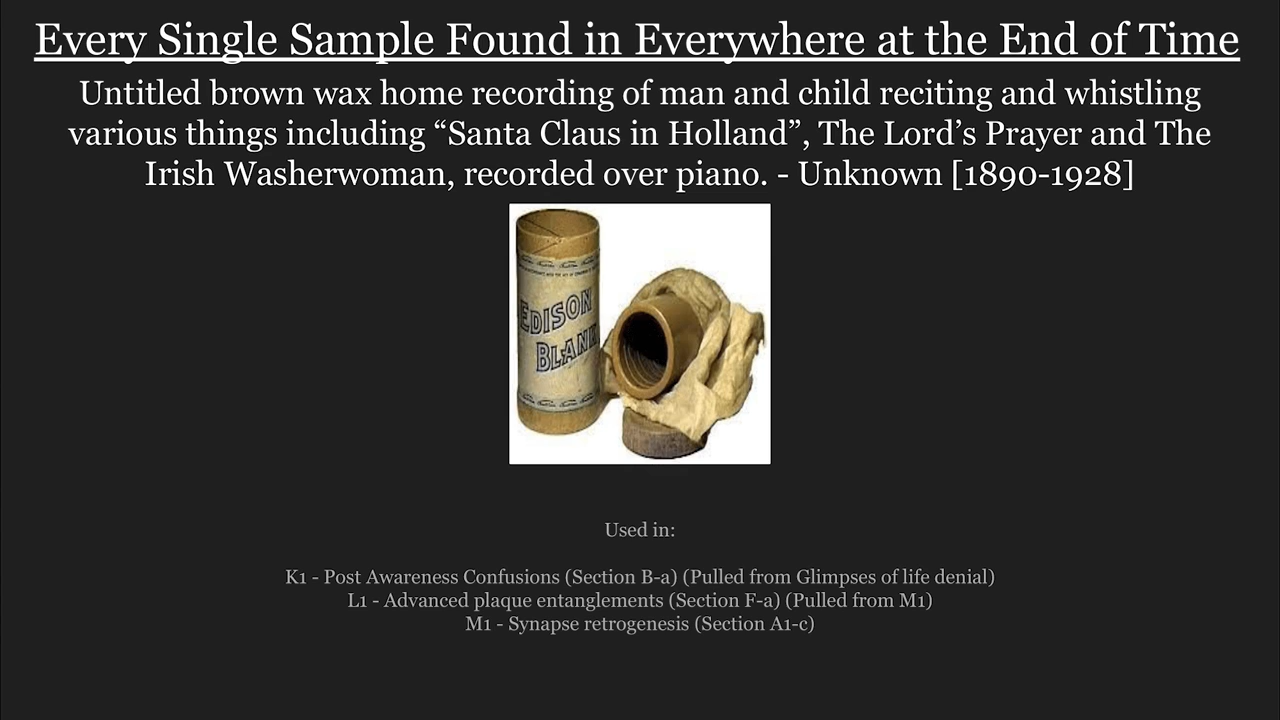 Every Single Sample Found in Everywhere at the End of Time
Untitled brown wax home recording of man and child reciting and whistling
various things including “Santa Claus in Holland”, The Lord’s Prayer and The
Irish Washerwoman, recorded over piano. - Unknown [1890-1928]
EDISON
BLANK
Used in:
K1 - Post Awareness Confusions (Section B-a) (Pulled from Glimpses of life denial)
L1 - Advanced plaque entanglements (Section F-a) (Pulled from M1)
M1 - Synapse retrogenesis (Section A1-c)